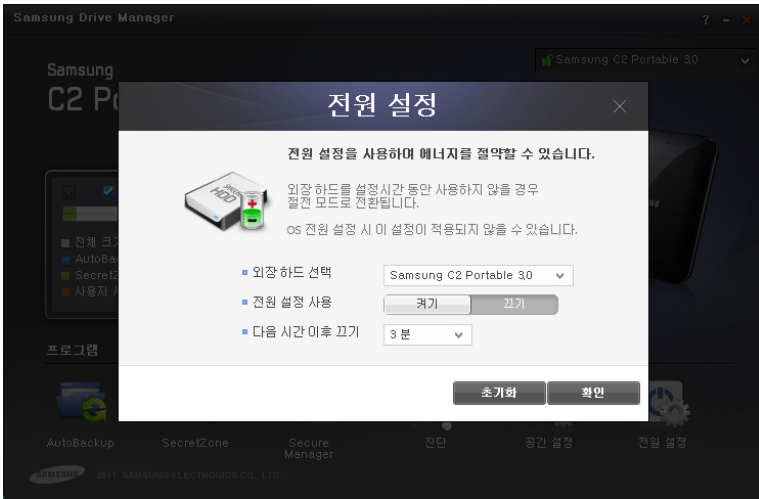 Samsung Drive Manager
Samsung C2 Portable 3.0
Samsung
C2 Po
전원 설정
전원 설정을 사용하여 에너지를 절약할 수 있습니다.
외장하드를 설정시간 동안 사용하지 않을 경우
절전 모드로 전환됩니다.
OS 전원 설정 시 이 설정이 적용되지 않을 수 있습니다.
전체 크
AutoBa
SecretZ
사용자 
외장하드 선택
Samsung C2 Portable 3.0
전원 설정 사용
켜기
끄기
다음 시간 이후 끄기
3 분
프로그램
초기화
확인
AutoBackup
SecretZone
Secure
Manager
진단
공간 설정
전원 설정
SAMSUNG
2011. SAMSUNG ELECTRONICS CO., LTD.